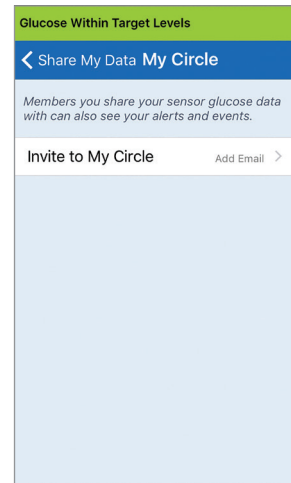 Glucose Within Target Levels
Share My Data My Circle
Members you share your sensor glucose data
with can also see your alerts and events.
Invite to My Circle Add Email